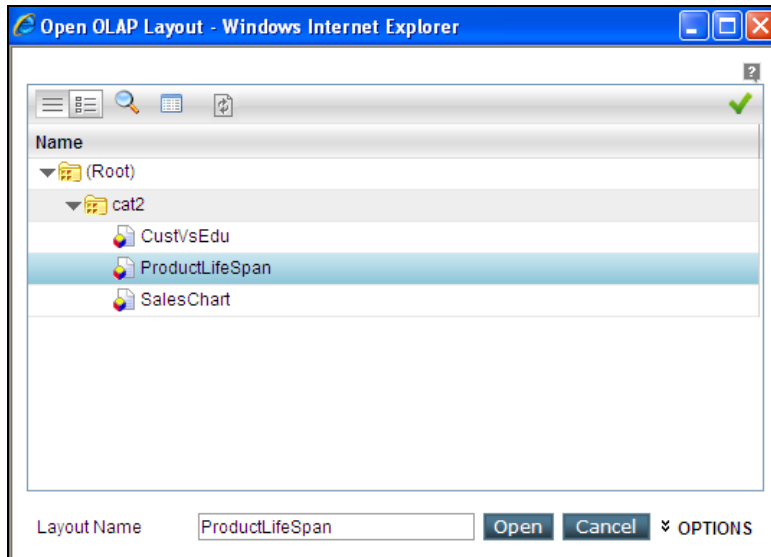 Open OLAP Layout - Windows Internet Explorer
?
Name
(Root)
cat2
CustVsEdu
ProductLifeSpan
SalesChart
Layout Name ProductLifeSpan Open Cancel OPTIONS